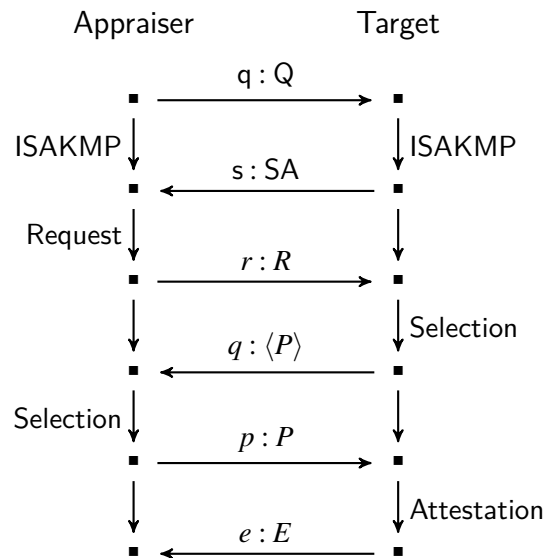 Appraiser Target
q : Q
ISAKMP ISAKMP
s : SA
Request
r : R
Selection
q : ⟨P⟩
Selection
p : P
Attestation
e : E